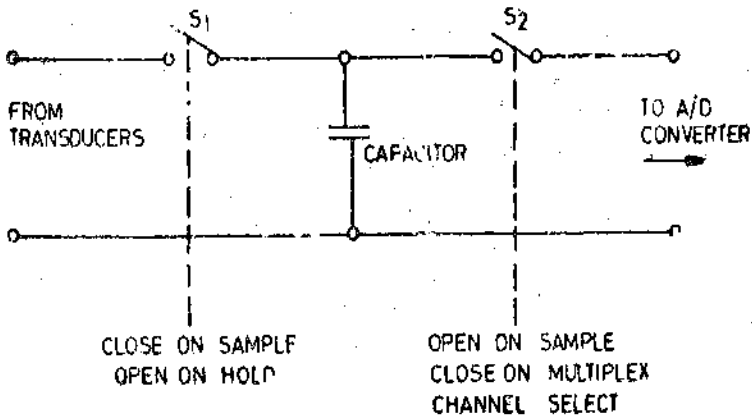 S1
S2
FROM
TRANSDUCERS
CAPACITOR
TO A/D
CONVERTER
CLOSE ON SAMPLE
OPEN ON HOLD
OPEN ON SAMPLE
CLOSE ON MULTIPLEX
CHANNEL SELECT